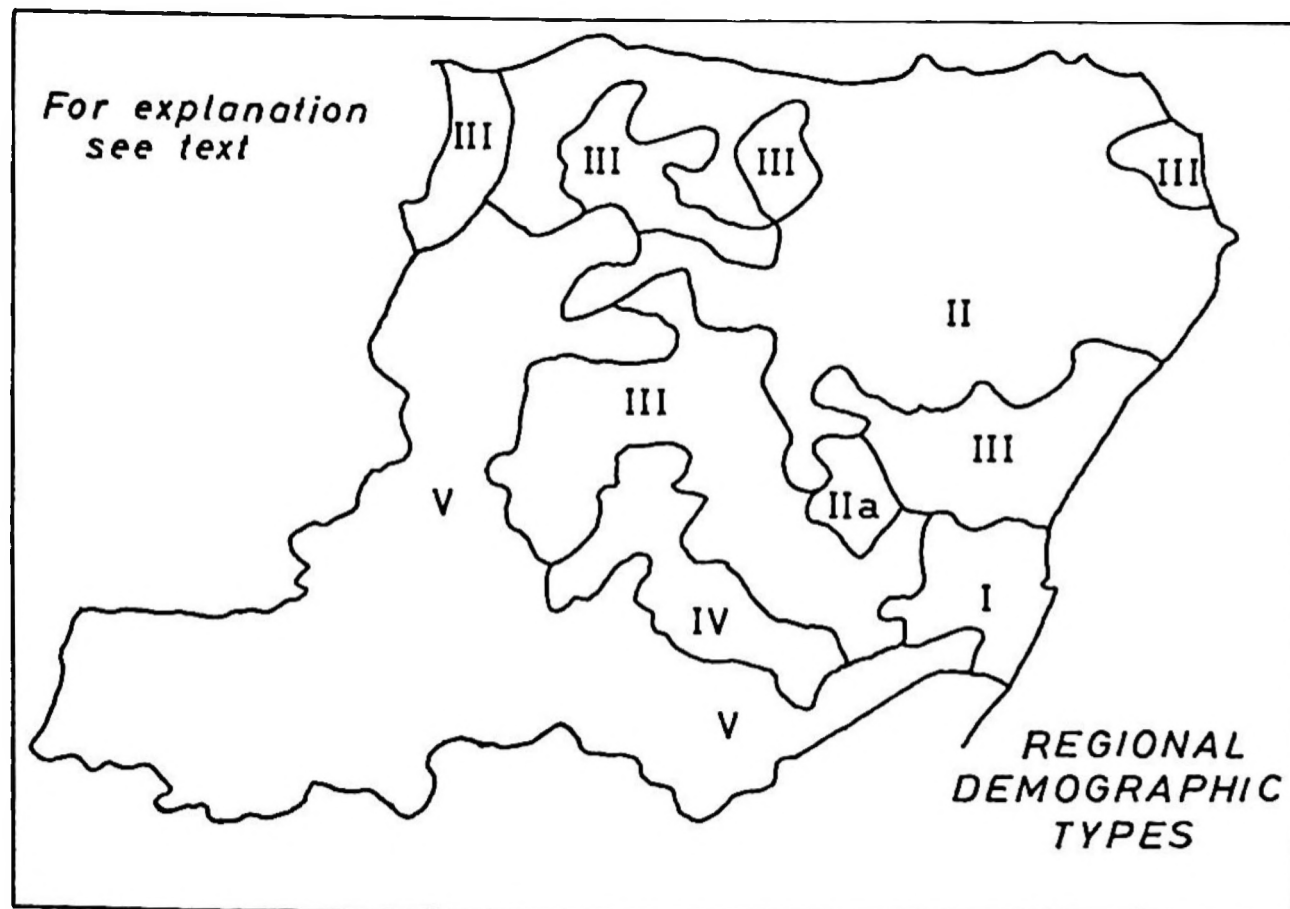 For explanation
see text
III
III
III
III
II
III
III
IIa
V
I
IV
V
REGIONAL
DEMOGRAPHIC
TYPES